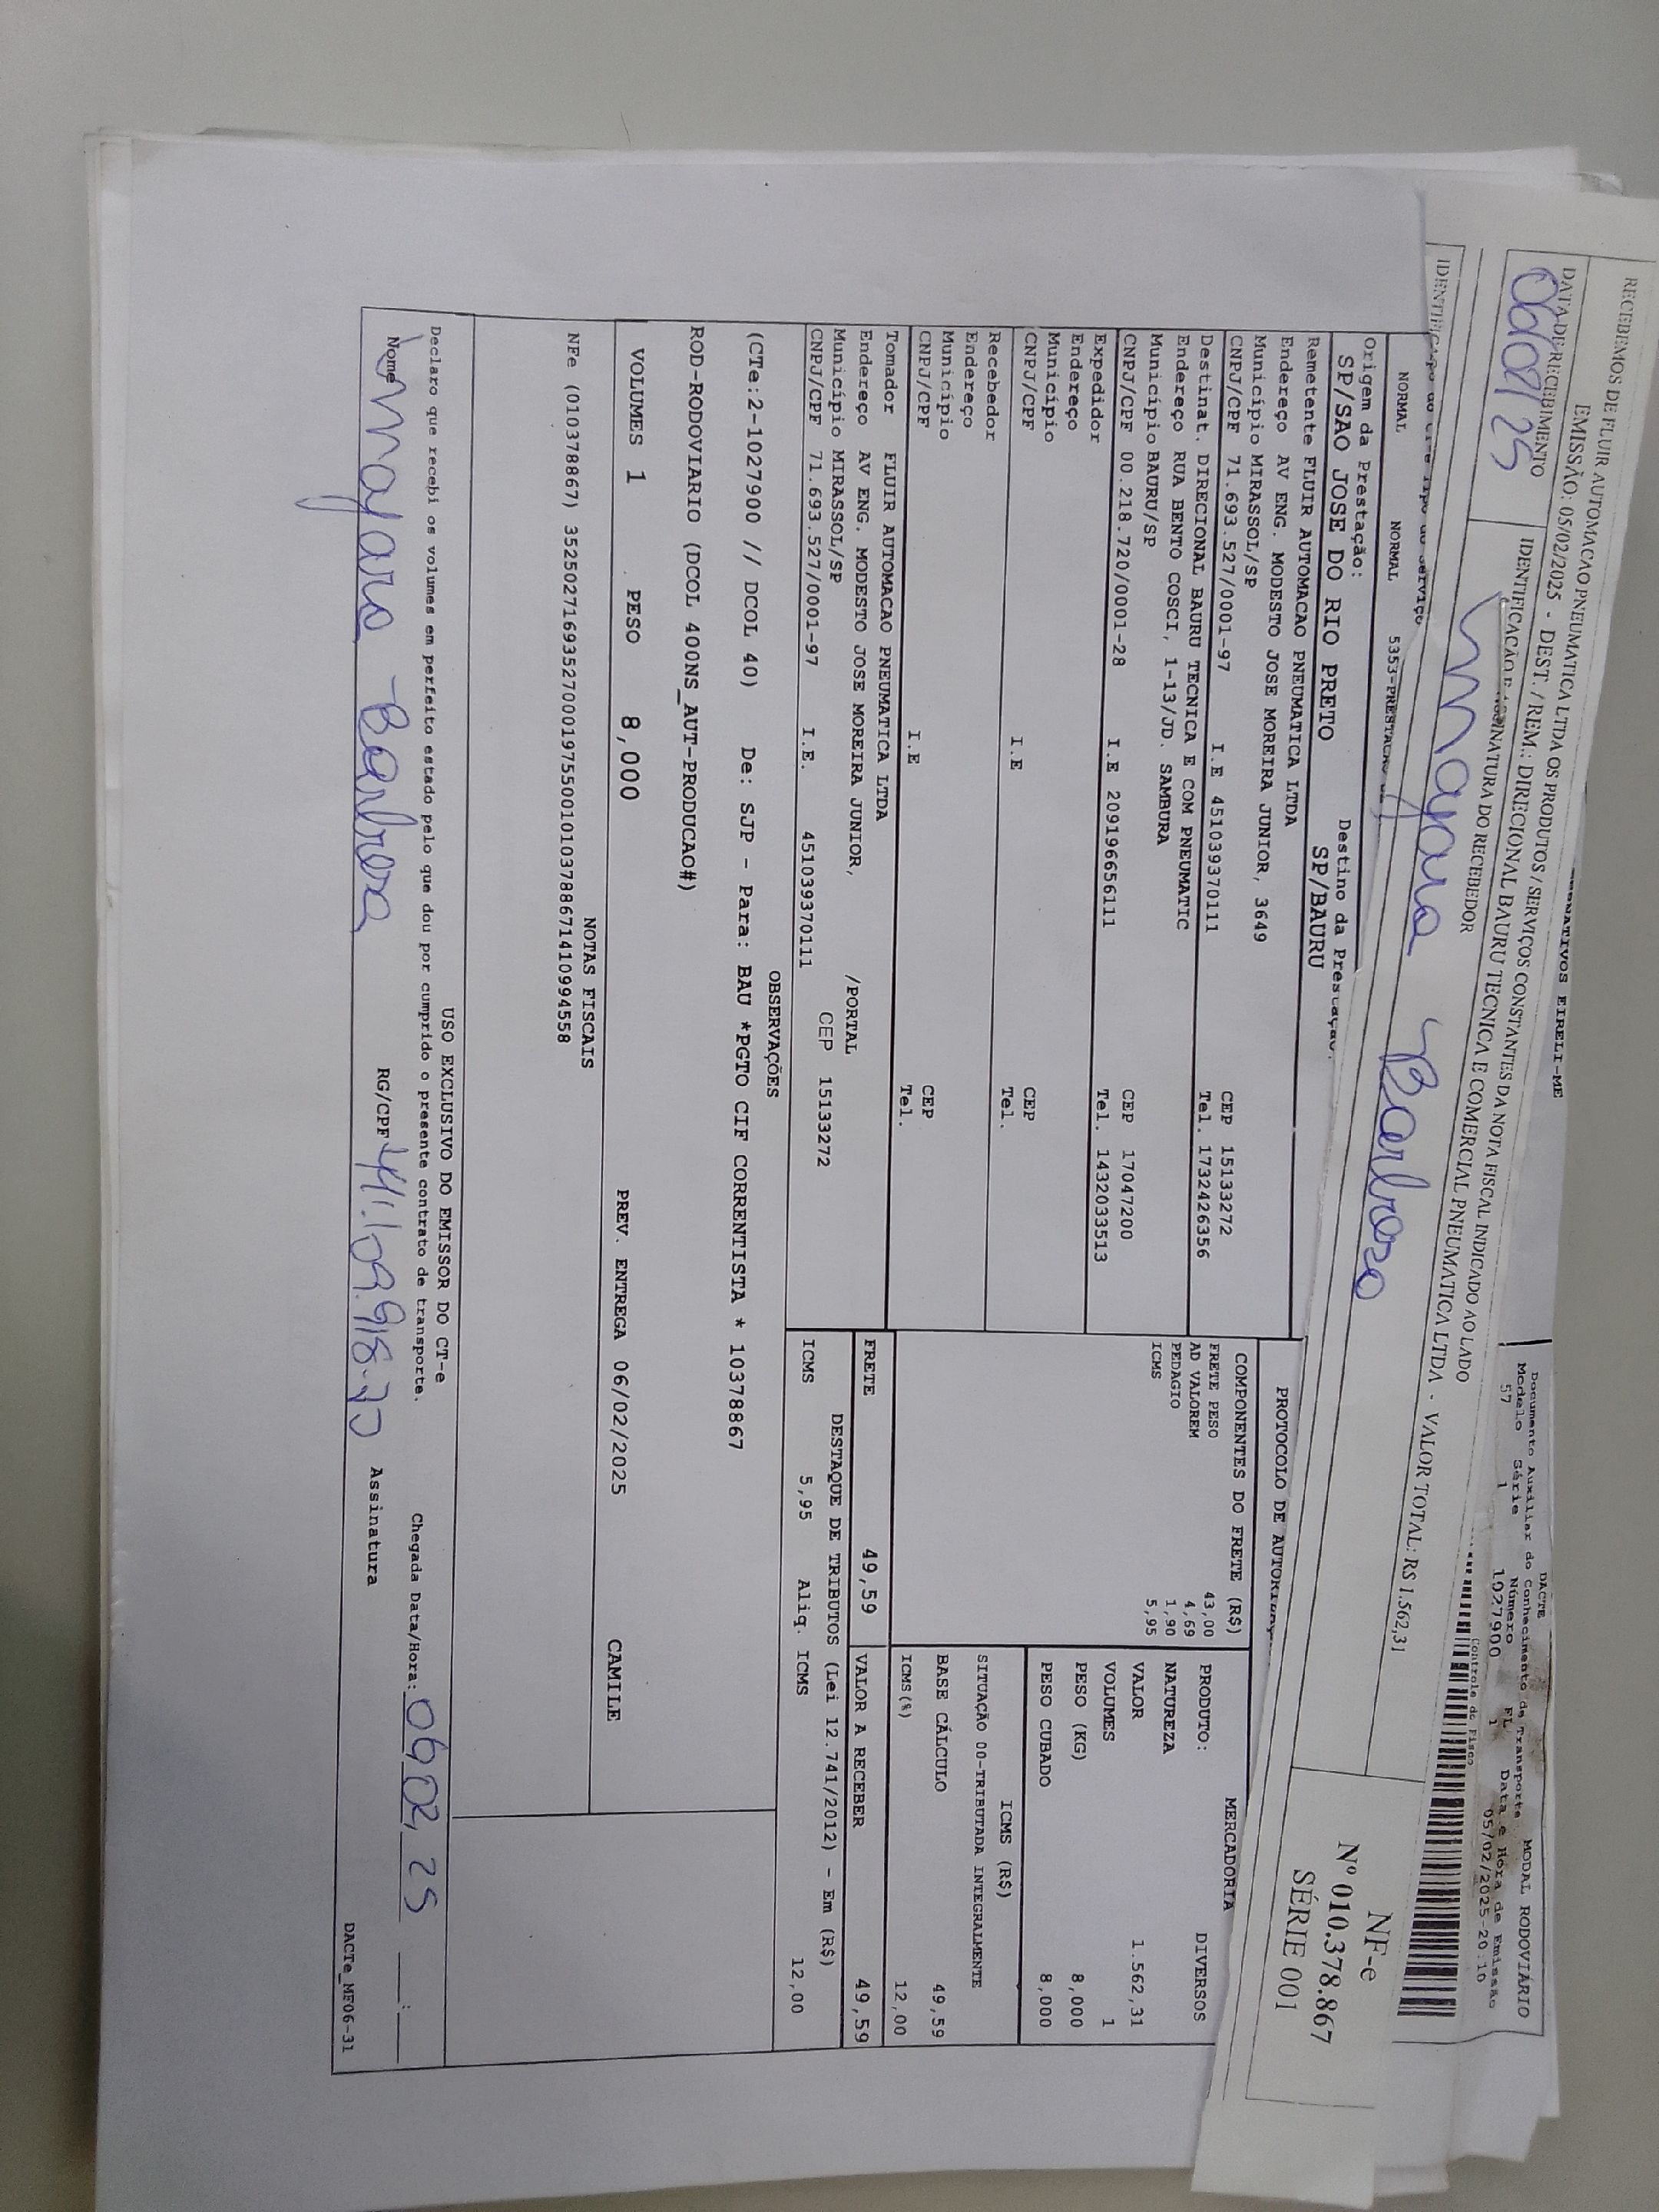 RECEBEMOS DE FLUIR AUTOMACAO PNEUMATICA LTDA OS PRODUTOS / SERVIÇOS CONSTANTES DA NOTA FISCAL INDICADO AO LADO
EMISSÃO: 05/02/2025 - DEST. / REM.: DIRECIONAL BAURU TECNICA E COMERCIAL PNEUMATICA LTDA - VALOR TOTAL: R$ 1.562,31
DATA DE RECEBIMENTO
IDENTIFICAÇÃO E ASSINATURA DO RECEBEDOR
06/02/25
Mayara Barbosa
NF-e
Nº 010.378.867
SÉRIE 001
EIRELI-ME
DACTE
Documento Auxiliar do Conhecimento de Transporte
MODAL RODOVIÁRIO
Modelo Série Número FL Data e Hora de Emissão
57 1 1027900 1 05/02/2025-20:10
Controle do Fisco
NORMAL NORMAL 5353-PRESTACAO
PROTOCOLO DE
Origem da Prestação: Destino da Prestação:
SP/SAO JOSE DO RIO PRETO SP/BAURU
Remetente FLUIR AUTOMACAO PNEUMATICA LTDA
Endereço AV ENG. MODESTO JOSE MOREIRA JUNIOR, 3649
Município MIRASSOL/SP CEP 15133272
CNPJ/CPF 71.693.527/0001-97 I.E 451039370111 Tel. 1732426356
Destinat. DIRECIONAL BAURU TECNICA E COM PNEUMATIC
Endereço RUA BENTO COSCI, 1-13/JD. SAMBURA
Município BAURU/SP CEP 17047200
CNPJ/CPF 00.218.720/0001-28 I.E 209196656111 Tel. 1432033513
Expedidor
Endereço
Município CEP
CNPJ/CPF I.E Tel.
Recebedor
Endereço
Município CEP
CNPJ/CPF I.E Tel.
Tomador FLUIR AUTOMACAO PNEUMATICA LTDA
Endereço AV ENG. MODESTO JOSE MOREIRA JUNIOR, /PORTAL
Município MIRASSOL/SP CEP 15133272
CNPJ/CPF 71.693.527/0001-97 I.E. 451039370111
COMPONENTES DO FRETE (R$)
FRETE PESO 43,00
AD VALOREM 4,69
PEDAGIO 1,90
ICMS 5,95
MERCADORIA
PRODUTO: DIVERSOS
NATUREZA
VALOR 1.562,31
VOLUMES 1
PESO (KG) 8,000
PESO CUBADO 8,000
ICMS (R$)
SITUAÇÃO 00-TRIBUTADA INTEGRALMENTE
BASE CÁLCULO 49,59
ICMS(%) 12,00
FRETE 49,59 VALOR A RECEBER 49,59
DESTAQUE DE TRIBUTOS (Lei 12.741/2012) - Em (R$)
ICMS 5,95 Aliq. ICMS 12,00
OBSERVAÇÕES
(CTe:2-1027900 // DCOL 40) De: SJP - Para: BAU *PGTO CIF CORRENTISTA * 10378867
ROD-RODOVIARIO (DCOL 400NS_AUT-PRODUCAO#)
VOLUMES 1 PESO 8,000 PREV. ENTREGA 06/02/2025 CAMILE
NOTAS FISCAIS
NFe (010378867) 35250271693527000197550010103788671410994558
USO EXCLUSIVO DO EMISSOR DO CT-e
Declaro que recebi os volumes em perfeito estado pelo que dou por cumprido o presente contrato de transporte.
Chegada Data/Hora: 06/02/25 __:__
Nome Mayara Barbosa RG/CPF Assinatura
DACTe_MF06-31